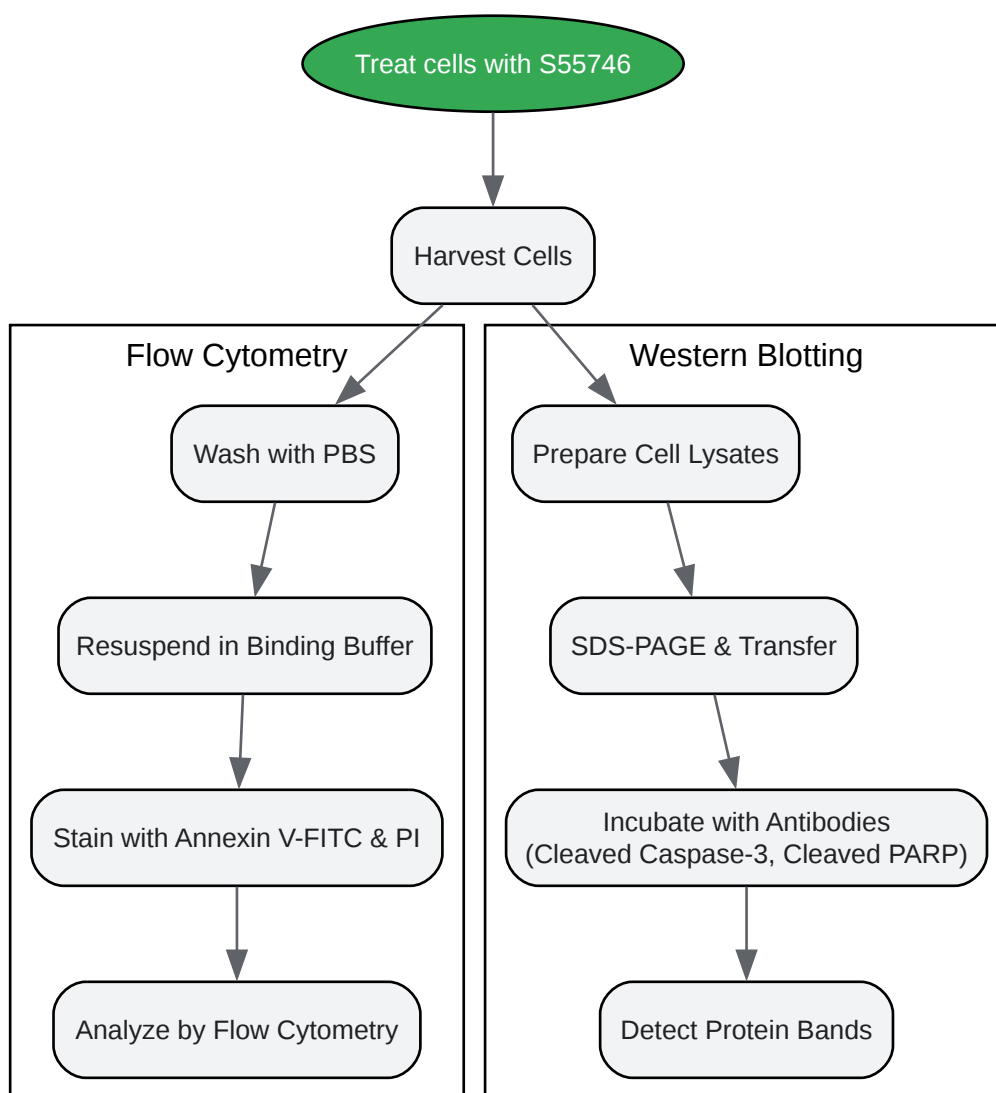 Treat cells with S55746
Harvest Cells
Flow Cytometry
Wash with PBS
Resuspend in Binding Buffer
Stain with Annexin V-FITC & PI
Analyze by Flow Cytometry
Western Blotting
Prepare Cell Lysates
SDS-PAGE & Transfer
Incubate with Antibodies
(Cleaved Caspase-3, Cleaved PARP)
Detect Protein Bands